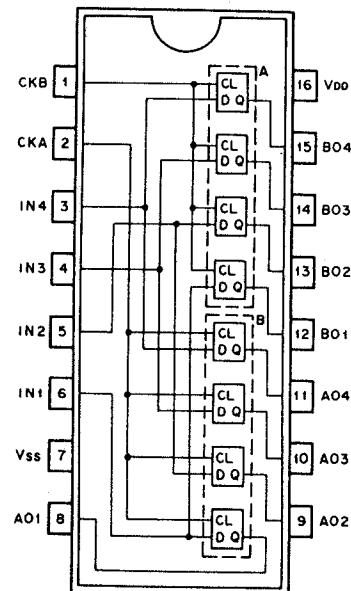 CKB 1
CKA 2
IN4 3
IN3 4
IN2 5
IN1 6
Vss 7
AO1 8
A
CL
D Q
CL
D Q
CL
D Q
CL
D Q
B
CL
D Q
CL
D Q
CL
D Q
CL
D Q
16 VDD
15 BO4
14 BO3
13 BO2
12 BO1
11 AO4
10 AO3
9 AO2